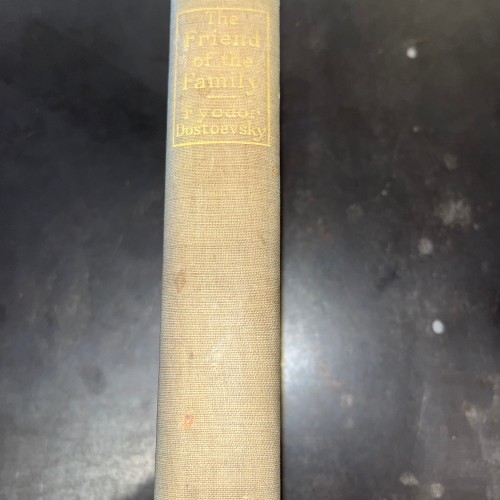 The
Friend
of the
Family
Fyodor
Dostoevsky